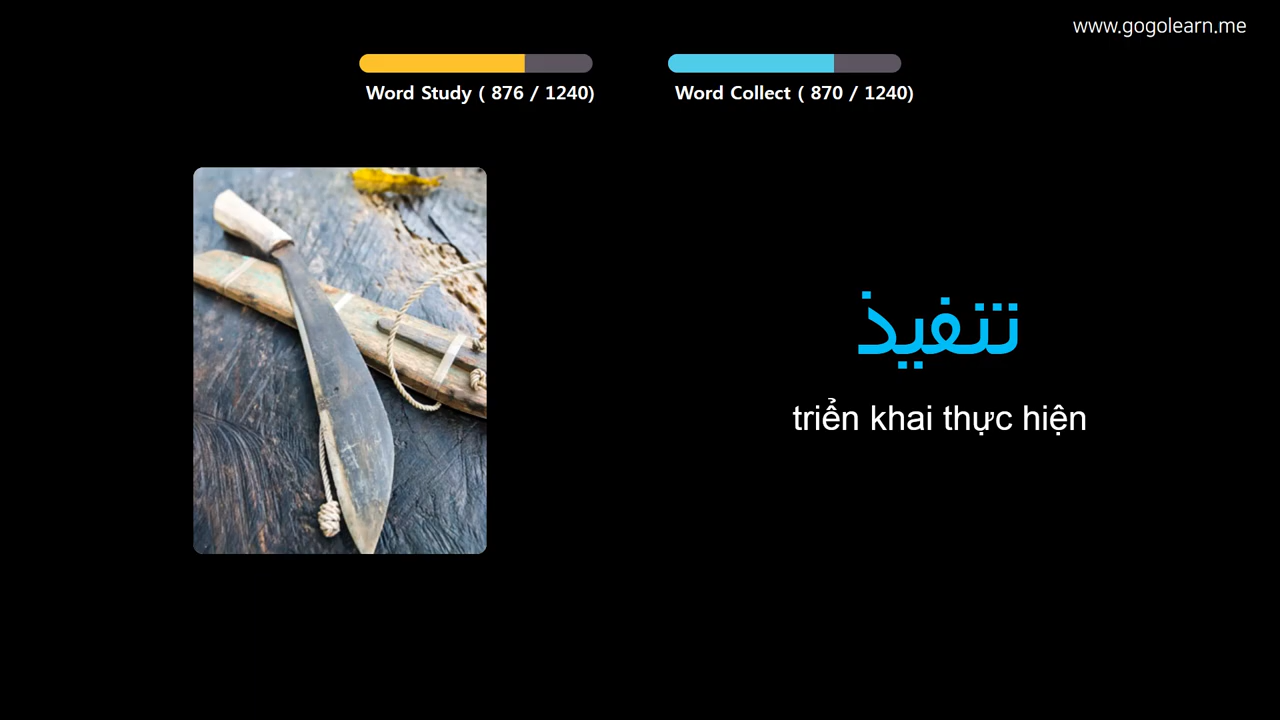 www.gogolearn.me
Word Study ( 876 / 1240)
Word Collect ( 870 / 1240)
تنفيذ
triển khai thực hiện